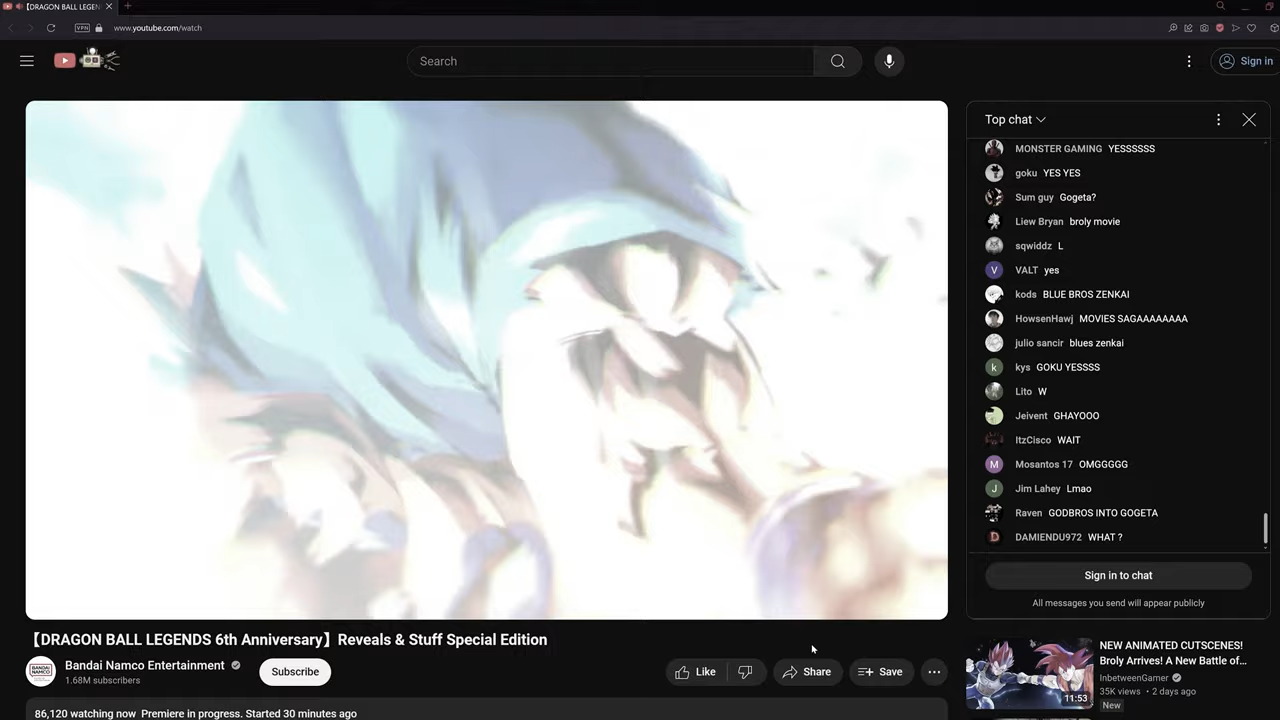 【DRAGON BALL LEGEN
VPN
www.youtube.com/watch
Search
Sign in
Top chat
MONSTER GAMING YESSSSSS
goku YES YES
Sum guy Gogeta?
Liew Bryan broly movie
sqwiddz L
V VALT yes
kods BLUE BROS ZENKAI
HowsenHawj MOVIES SAGAAAAAAA
julio sancir blues zenkai
k kys GOKU YESSSS
Lito W
Jeivent GHAYOOO
ItzCisco WAIT
M Mosantos 17 OMGGGGG
J Jim Lahey Lmao
Raven GODBROS INTO GOGETA
D DAMIENDU972 WHAT ?
Sign in to chat
All messages you send will appear publicly
【DRAGON BALL LEGENDS 6th Anniversary】Reveals & Stuff Special Edition
BANDAI NAMCO
Bandai Namco Entertainment
1.68M subscribers
Subscribe
Like
Share
Save
86,120 watching now Premiere in progress. Started 30 minutes ago
NEW ANIMATED CUTSCENES!
Broly Arrives! A New Battle of...
InbetweenGamer
35K views • 2 days ago
New
11:53